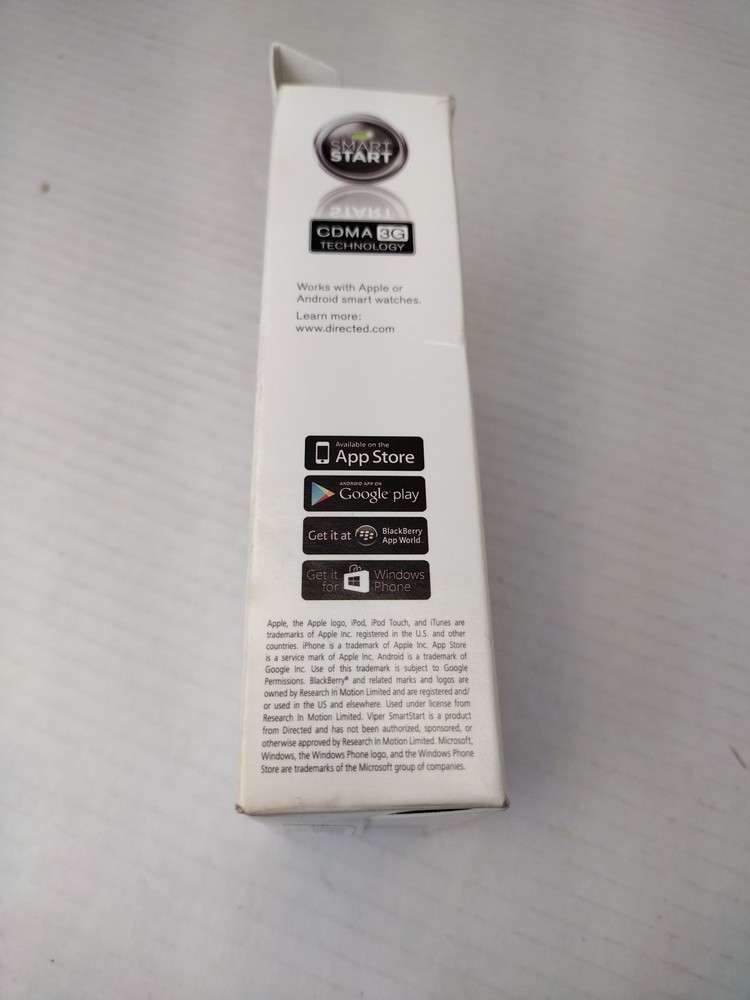 SMART
START
START
CDMA 3G
TECHNOLOGY
Works with Apple or
Android smart watches.
Learn more:
www.directed.com
Available on the
App Store
ANDROID APP ON
Google play
Get it at BlackBerry
App World
Get it Windows
for Phone
Apple, the Apple logo, iPod, iPod Touch, and iTunes are
trademarks of Apple Inc. registered in the U.S. and other
countries. iPhone is a trademark of Apple Inc. App Store
is a service mark of Apple Inc. Android is a trademark of
Google Inc. Use of this trademark is subject to Google
Permissions. BlackBerry® and related marks and logos are
owned by Research In Motion Limited and are registered and/
or used in the US and elsewhere. Used under license from
Research In Motion Limited. Viper SmartStart is a product
from Directed and has not been authorized, sponsored, or
otherwise approved by Research In Motion Limited. Microsoft,
Windows, the Windows Phone logo, and the Windows Phone
Store are trademarks of the Microsoft group of companies.